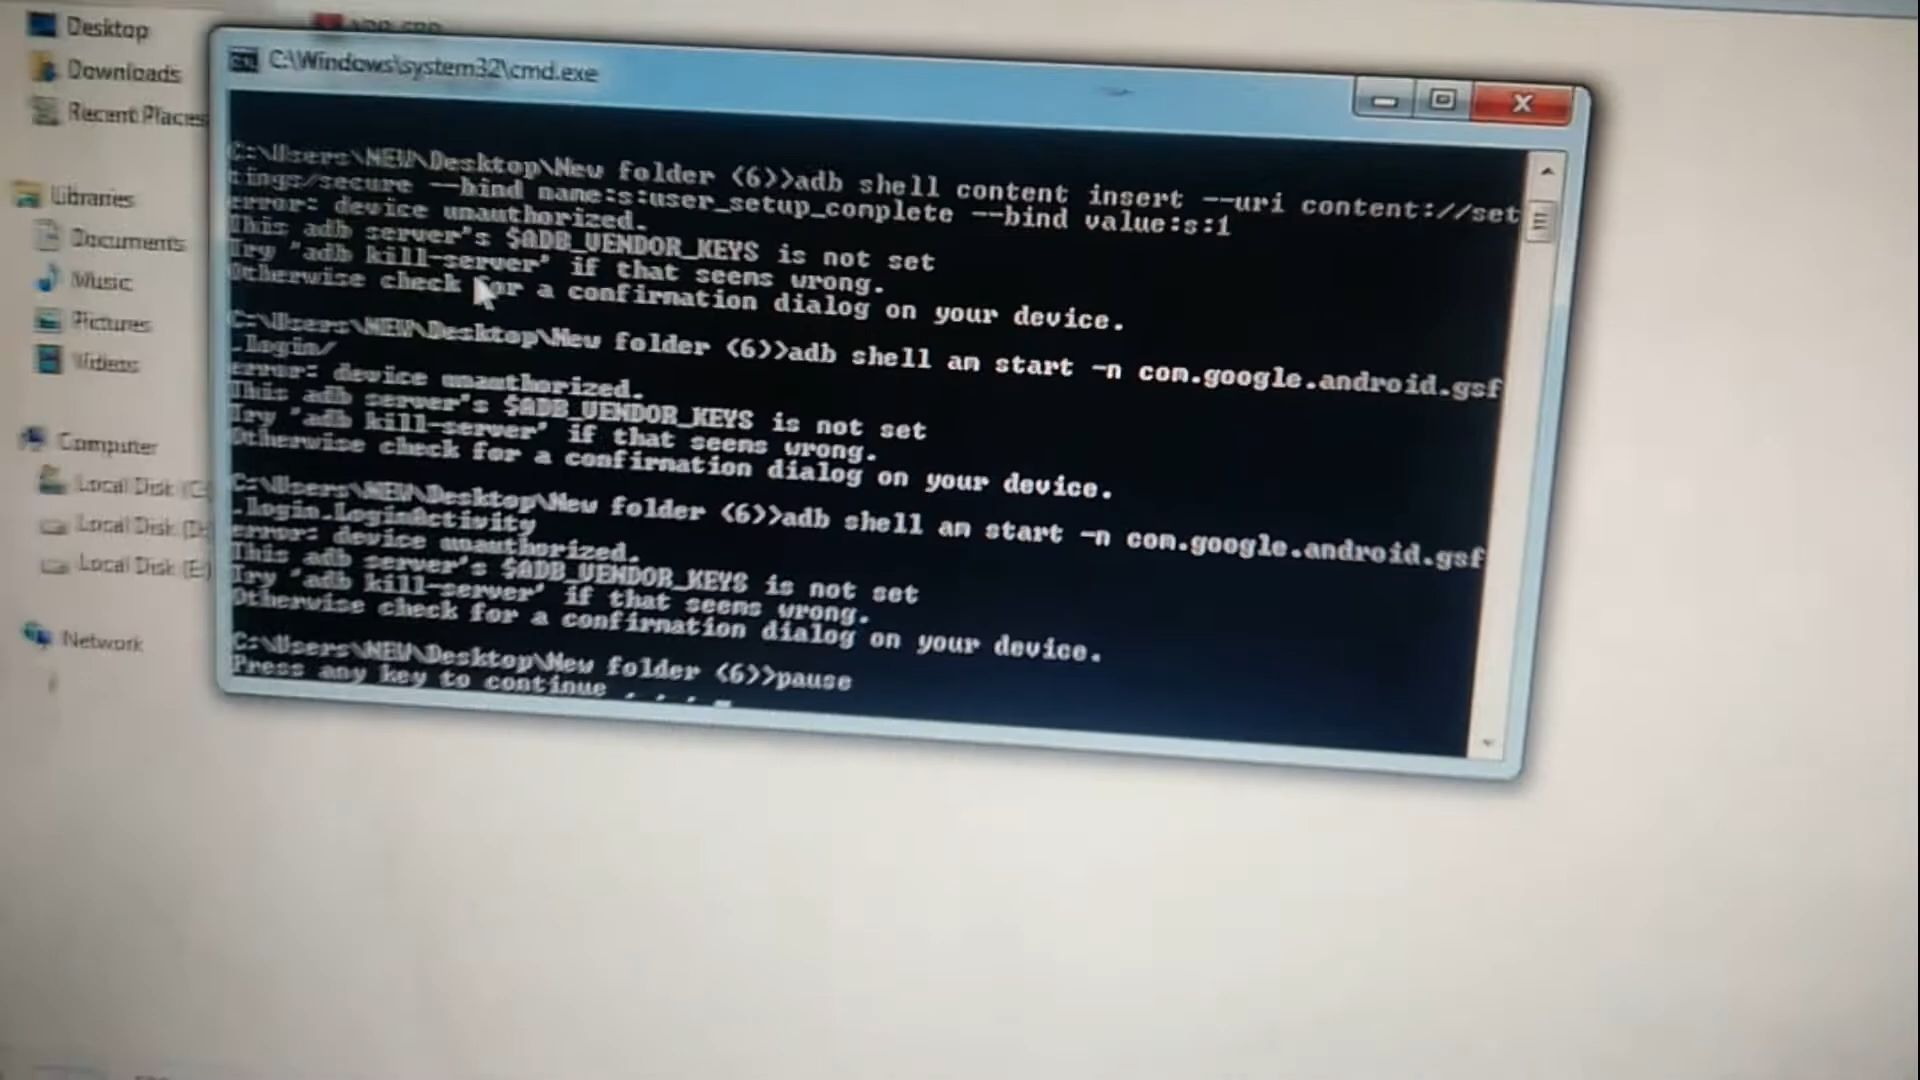 Desktop
Downloads
Recent Places
Libraries
Documents
Music
Pictures
Videos
Computer
Local Disk (C:
Local Disk (D:
Local Disk (E:)
Network
C:\Windows\system32\cmd.exe
C:\Users\NEW\Desktop\New folder (6)>adb shell content insert --uri content://set
tings/secure --bind name:s:user_setup_complete --bind value:s:1
error: device unauthorized.
This adb server's $ADB_VENDOR_KEYS is not set
Try 'adb kill-server' if that seems wrong.
Otherwise check for a confirmation dialog on your device.
C:\Users\NEW\Desktop\New folder (6)>adb shell am start -n com.google.android.gsf
.login/
error: device unauthorized.
This adb server's $ADB_VENDOR_KEYS is not set
Try 'adb kill-server' if that seems wrong.
Otherwise check for a confirmation dialog on your device.
C:\Users\NEW\Desktop\New folder (6)>adb shell am start -n com.google.android.gsf
.login.LoginActivity
error: device unauthorized.
This adb server's $ADB_VENDOR_KEYS is not set
Try 'adb kill-server' if that seems wrong.
Otherwise check for a confirmation dialog on your device.
C:\Users\NEW\Desktop\New folder (6)>pause
Press any key to continue . . .